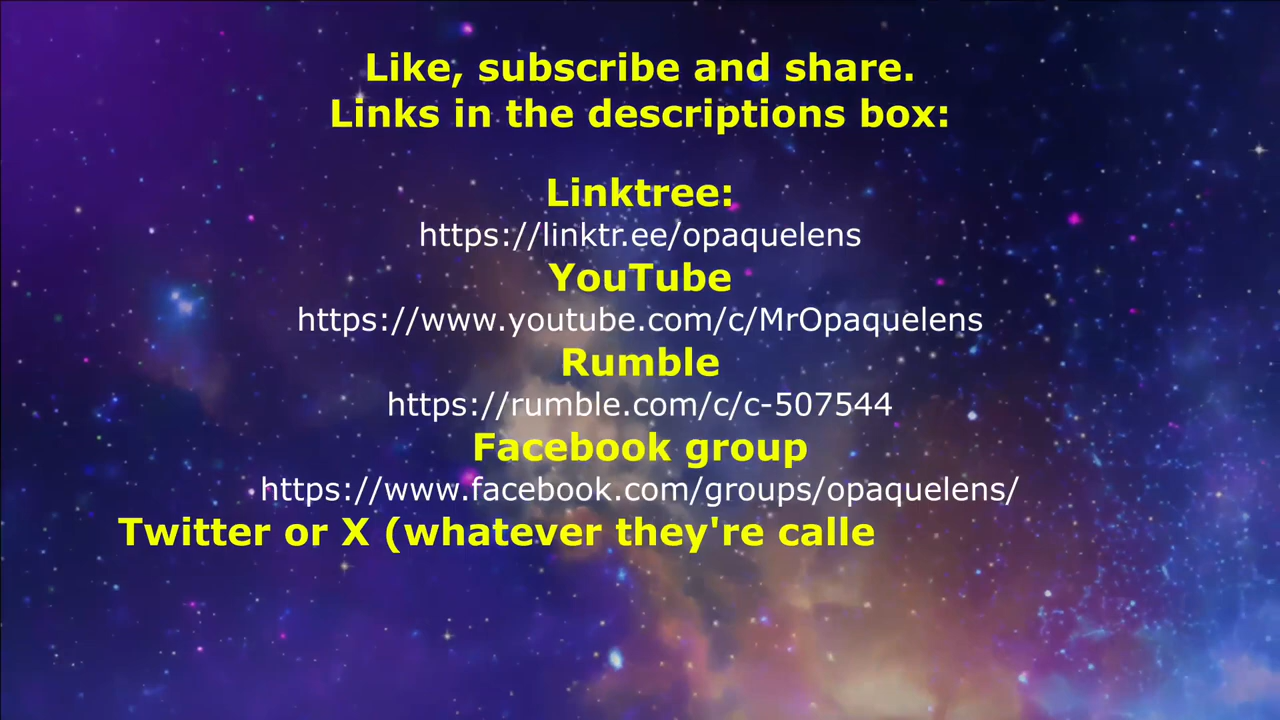 Like, subscribe and share.
Links in the descriptions box:
Linktree:
https://linktr.ee/opaquelens
YouTube
https://www.youtube.com/c/MrOpaquelens
Rumble
https://rumble.com/c/c-507544
Facebook group
https://www.facebook.com/groups/opaquelens/
Twitter or X (whatever they're calle